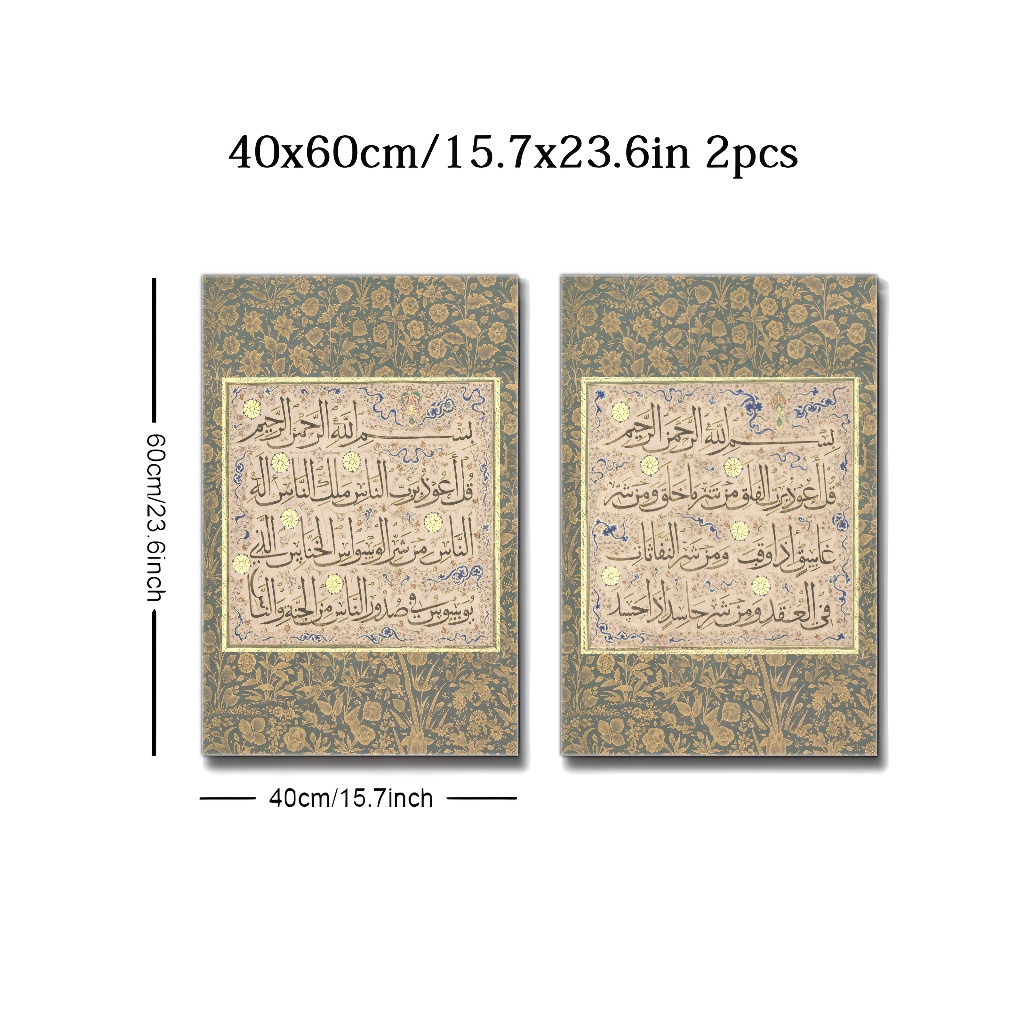 40x60cm/15.7x23.6in 2pcs
بسم الله الرحمن الرحيم
قل أعوذ برب الناس ملك الناس اله
الناس من شر الوسواس الخناس الذي
يوسوس في صدور الناس من الجنة والناس
بسم الله الرحمن الرحيم
قل أعوذ برب الفلق من شر ما خلق ومن شر
غاسق اذا وقب ومن شر النفاثات
في العقد ومن شر حاسد اذا حسد
60cm/23.6inch
40cm/15.7inch